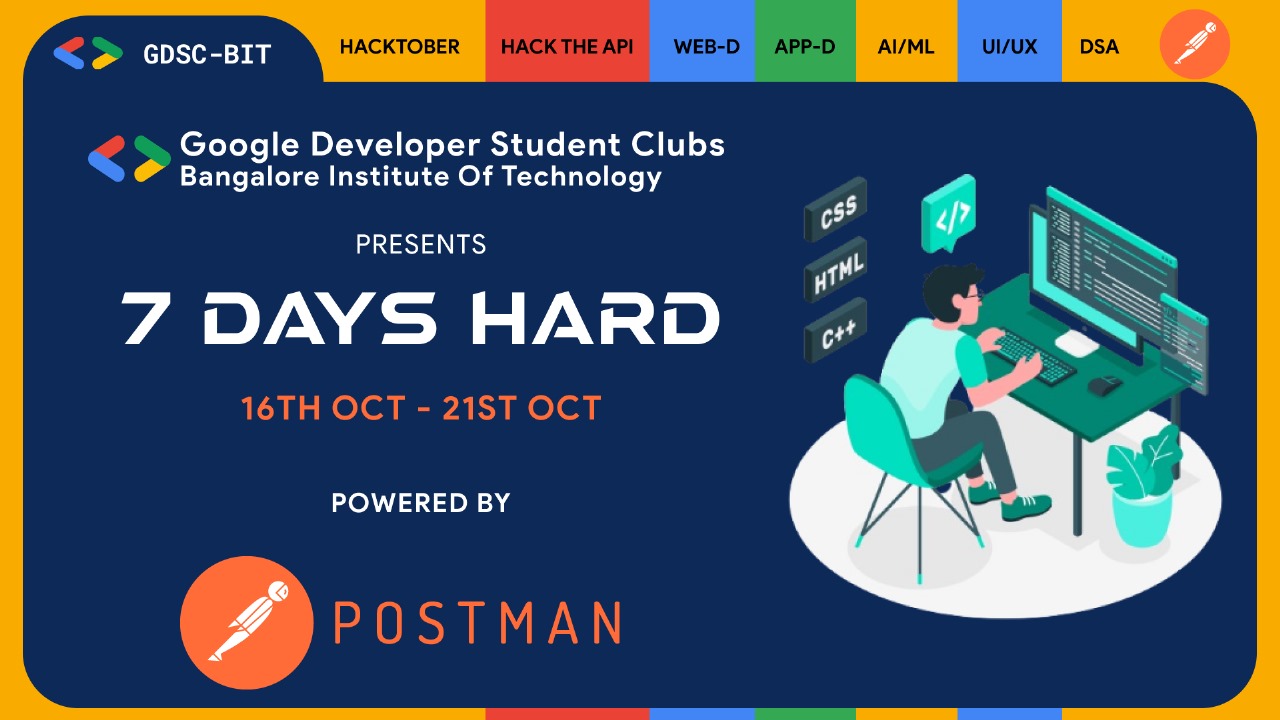 GDSC-BIT
HACKTOBER
HACK THE API
WEB-D
APP-D
AI/ML
UI/UX
DSA
Google Developer Student Clubs
Bangalore Institute Of Technology
PRESENTS
7 DAYS HARD
16TH OCT - 21ST OCT
POWERED BY
POSTMAN
CSS
</>
HTML
C++